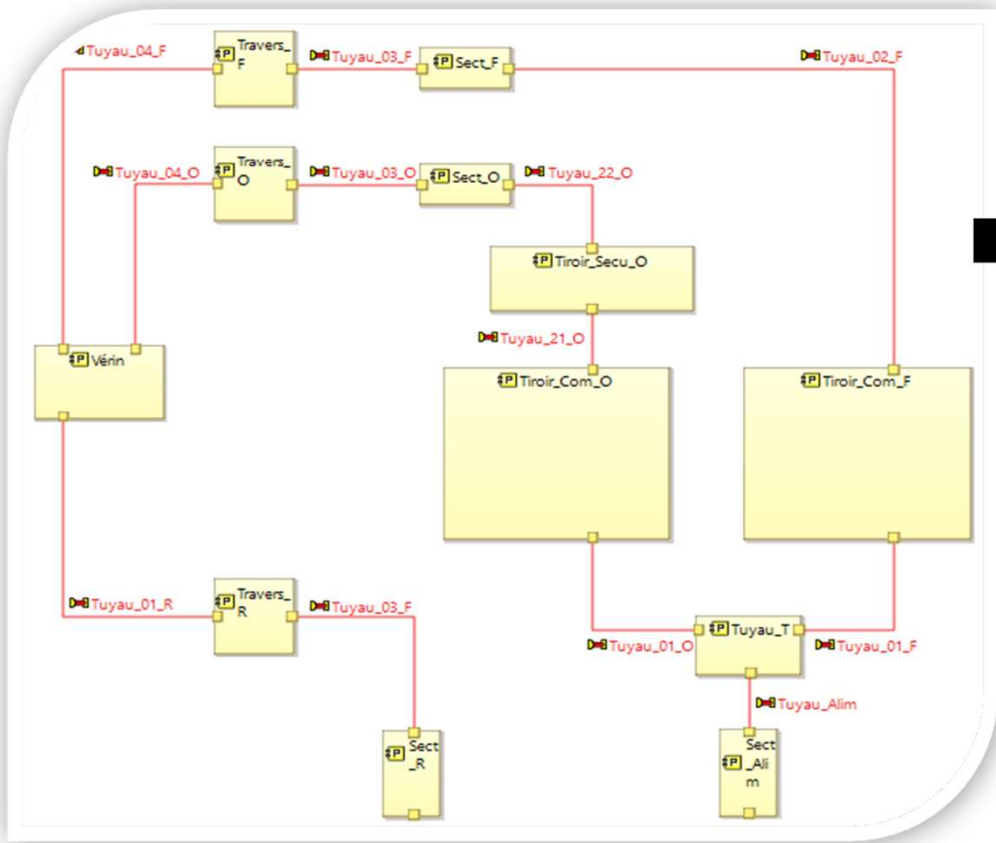 Tuyau_04_F
Travers_
F
Tuyau_03_F
Sect_F
Tuyau_02_F
Tuyau_04_O
Travers_
O
Tuyau_03_O
Sect_O
Tuyau_22_O
Tiroir_Secu_O
Tuyau_21_O
Vérin
Tiroir_Com_O
Tiroir_Com_F
Tuyau_01_R
Travers_
R
Tuyau_03_F
Tuyau_01_O
Tuyau_T
Tuyau_01_F
Tuyau_Alim
Sect
_R
Sect
_Ali
m